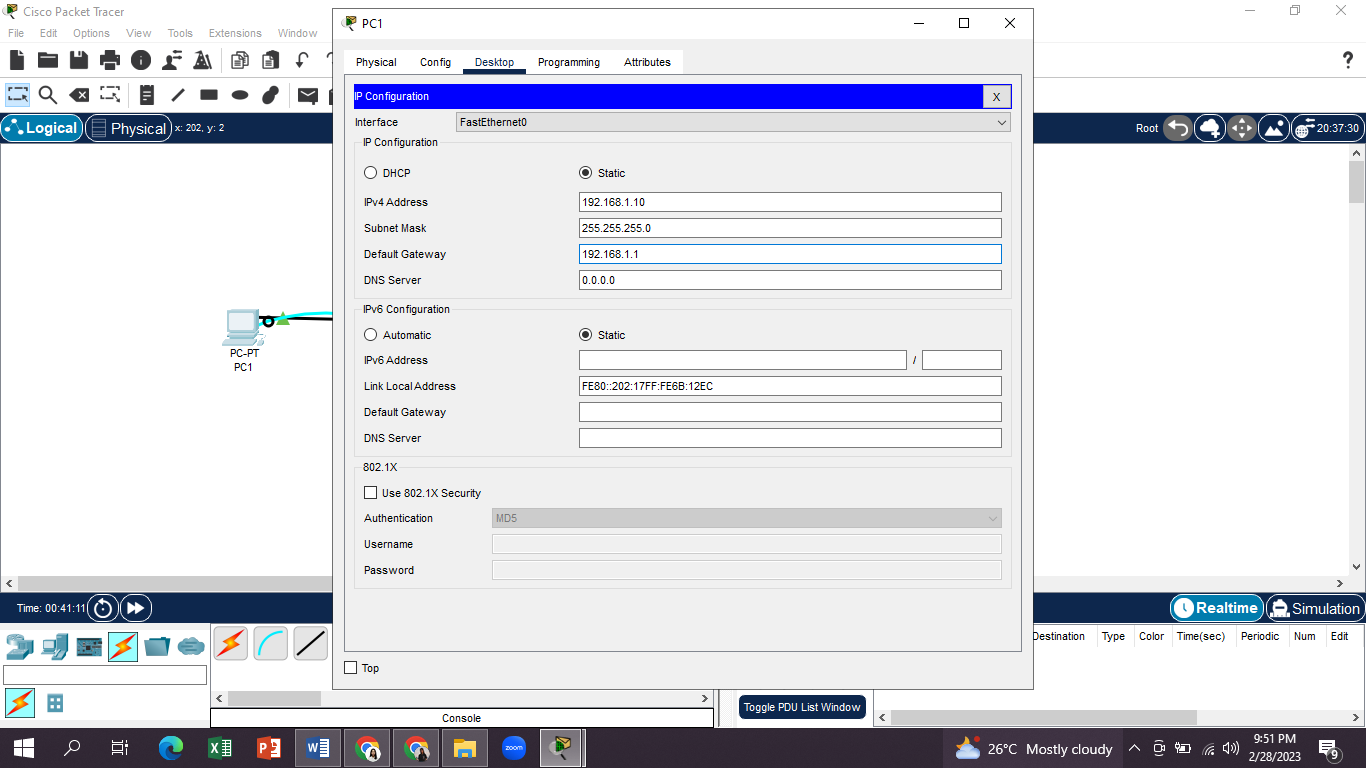 Cisco Packet Tracer
File Edit Options View Tools Extensions Window
Logical
Physical
x: 202, y: 2
Root
20:37:30
PC-PT
PC1
PC1
Physical Config Desktop Programming Attributes
IP Configuration
X
Interface
FastEthernet0
IP Configuration
DHCP
Static
IPv4 Address
192.168.1.10
Subnet Mask
255.255.255.0
Default Gateway
192.168.1.1
DNS Server
0.0.0.0
IPv6 Configuration
Automatic
Static
IPv6 Address
/
Link Local Address
FE80::202:17FF:FE6B:12EC
Default Gateway
DNS Server
802.1X
Use 802.1X Security
Authentication
MD5
Username
Password
Top
Time: 00:41:11
Realtime
Simulation
Destination Type Color Time(sec) Periodic Num Edit
Toggle PDU List Window
Console
zoom
26°C Mostly cloudy
9:51 PM
2/28/2023
9